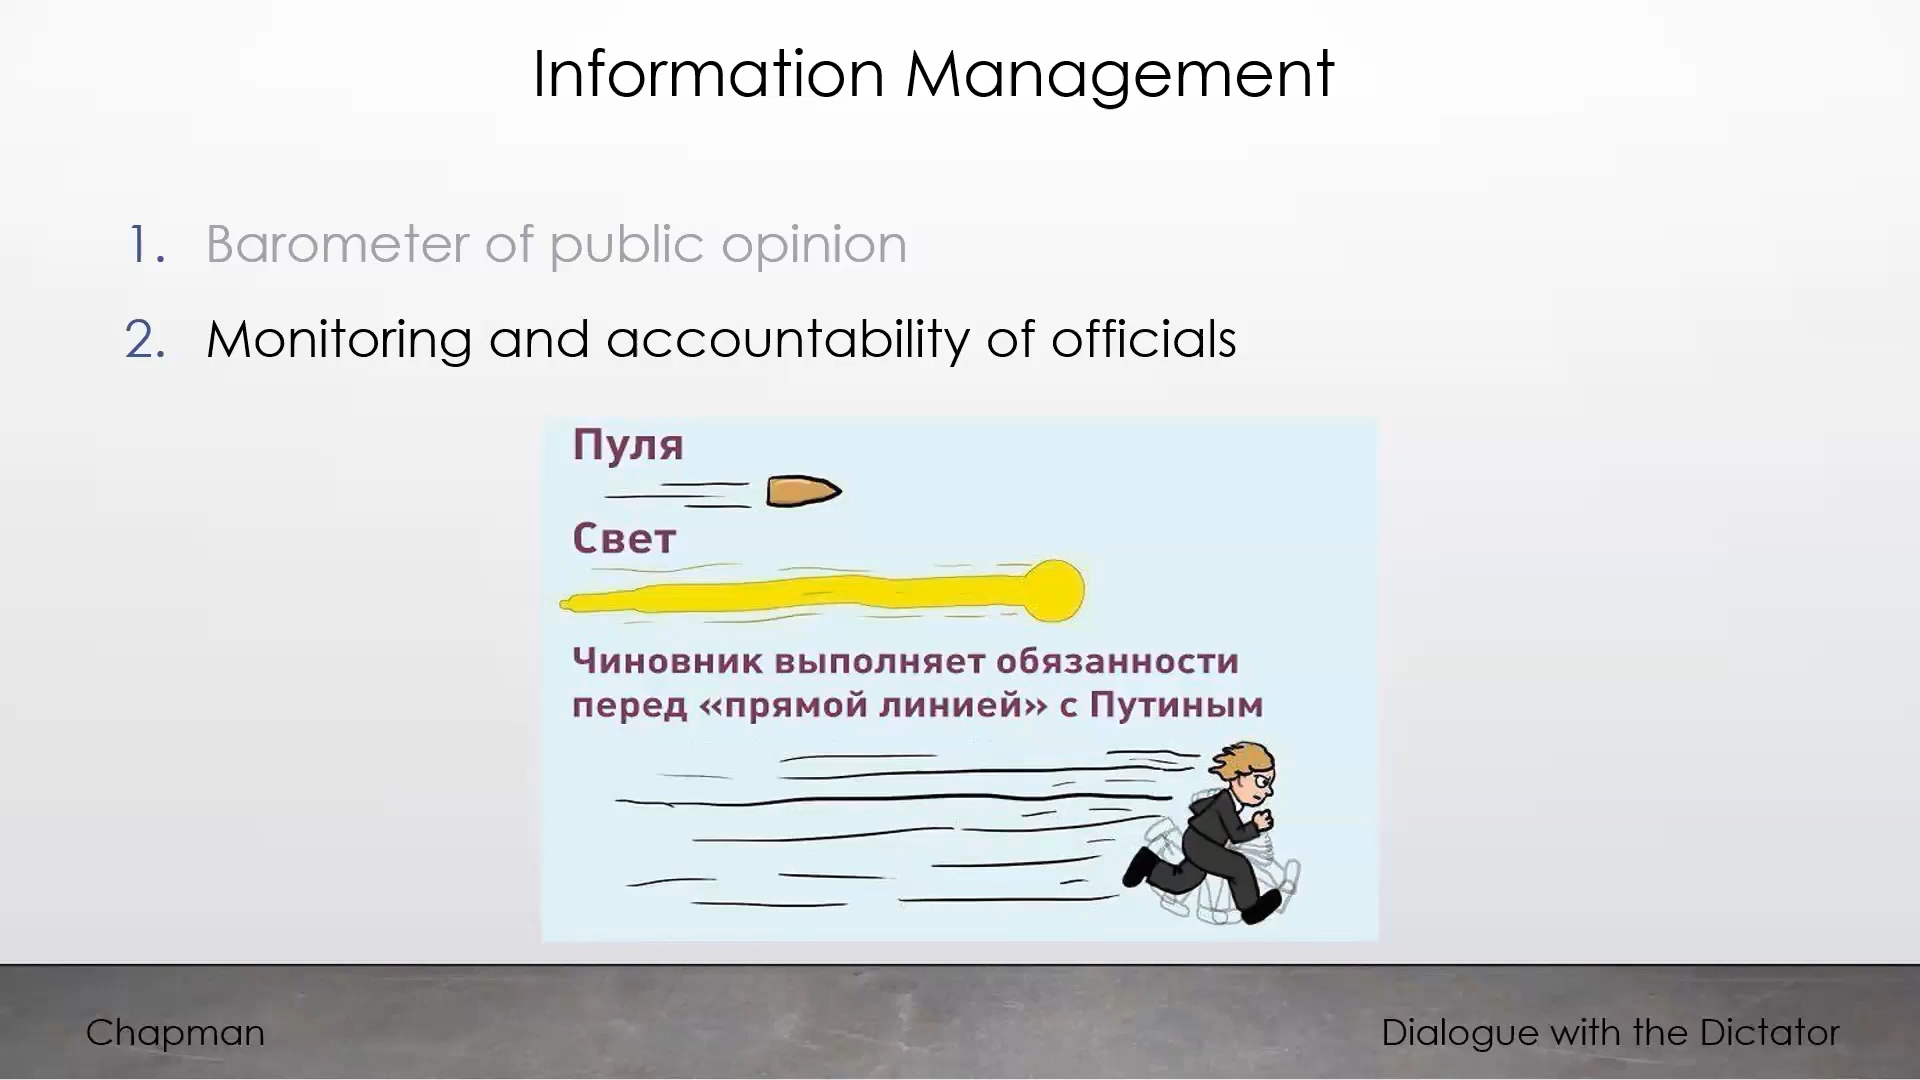 Information Management
1. Barometer of public opinion
2. Monitoring and accountability of officials
Пуля
Свет
Чиновник выполняет обязанности
перед «прямой линией» с Путиным
Chapman
Dialogue with the Dictator